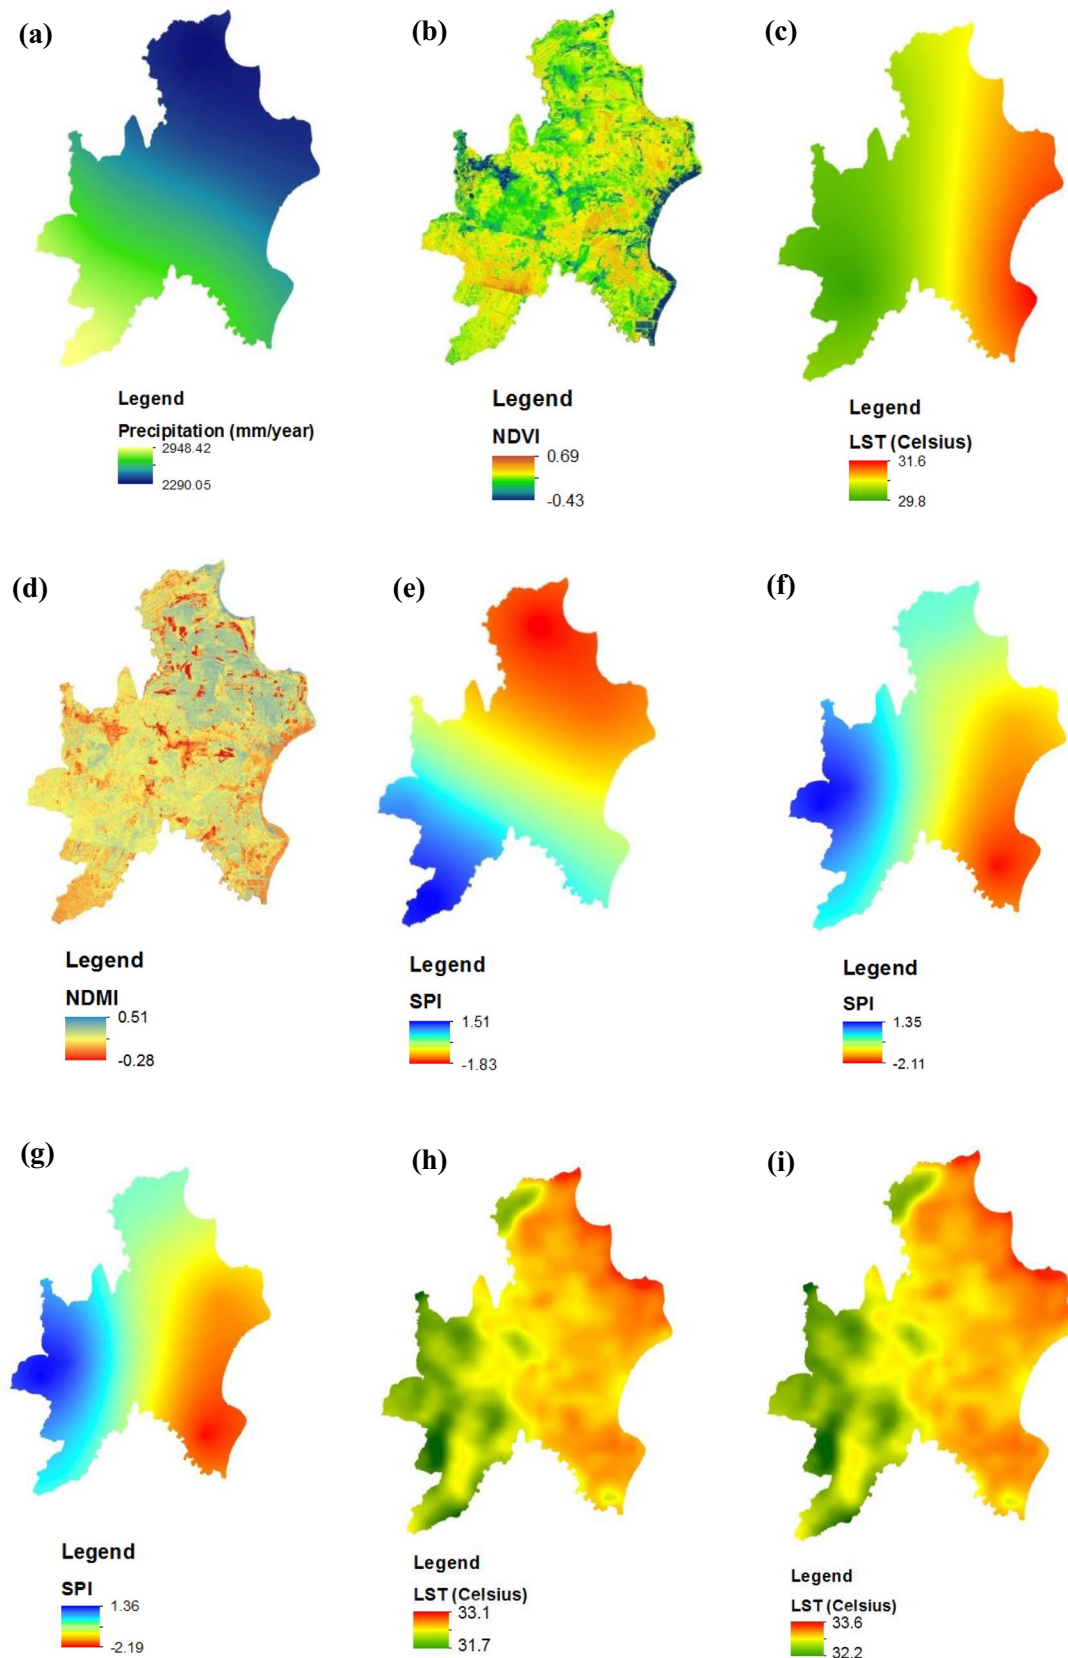 (a)
(b)
(c)
Legend
Precipitation (mm/year)
2948.42
2290.05
Legend
NDVI
0.69
-0.43
Legend
LST (Celsius)
31.6
29.8
(d)
(e)
(f)
Legend
NDMI
0.51
-0.28
Legend
SPI
1.51
-1.83
Legend
SPI
1.35
-2.11
(g)
(h)
(i)
Legend
SPI
1.36
-2.19
Legend
LST (Celsius)
33.1
31.7
Legend
LST (Celsius)
33.6
32.2